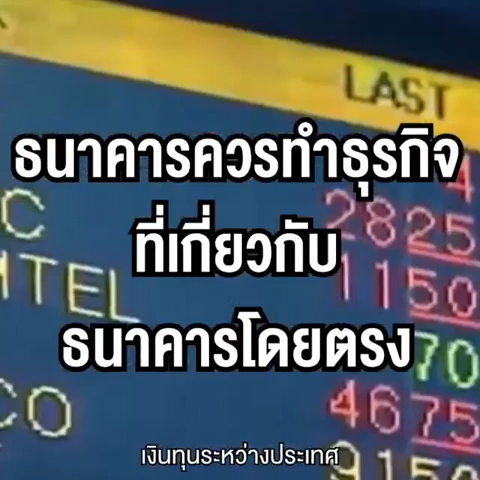 LAST
ธนาคารควรทำธุรกิจ
4
C
2825
ที่เกี่ยวกับ
MTEL
1150
ธนาคารโดยตรง
70
CO
4675
เงินทุนระหว่างประเทศ
9150